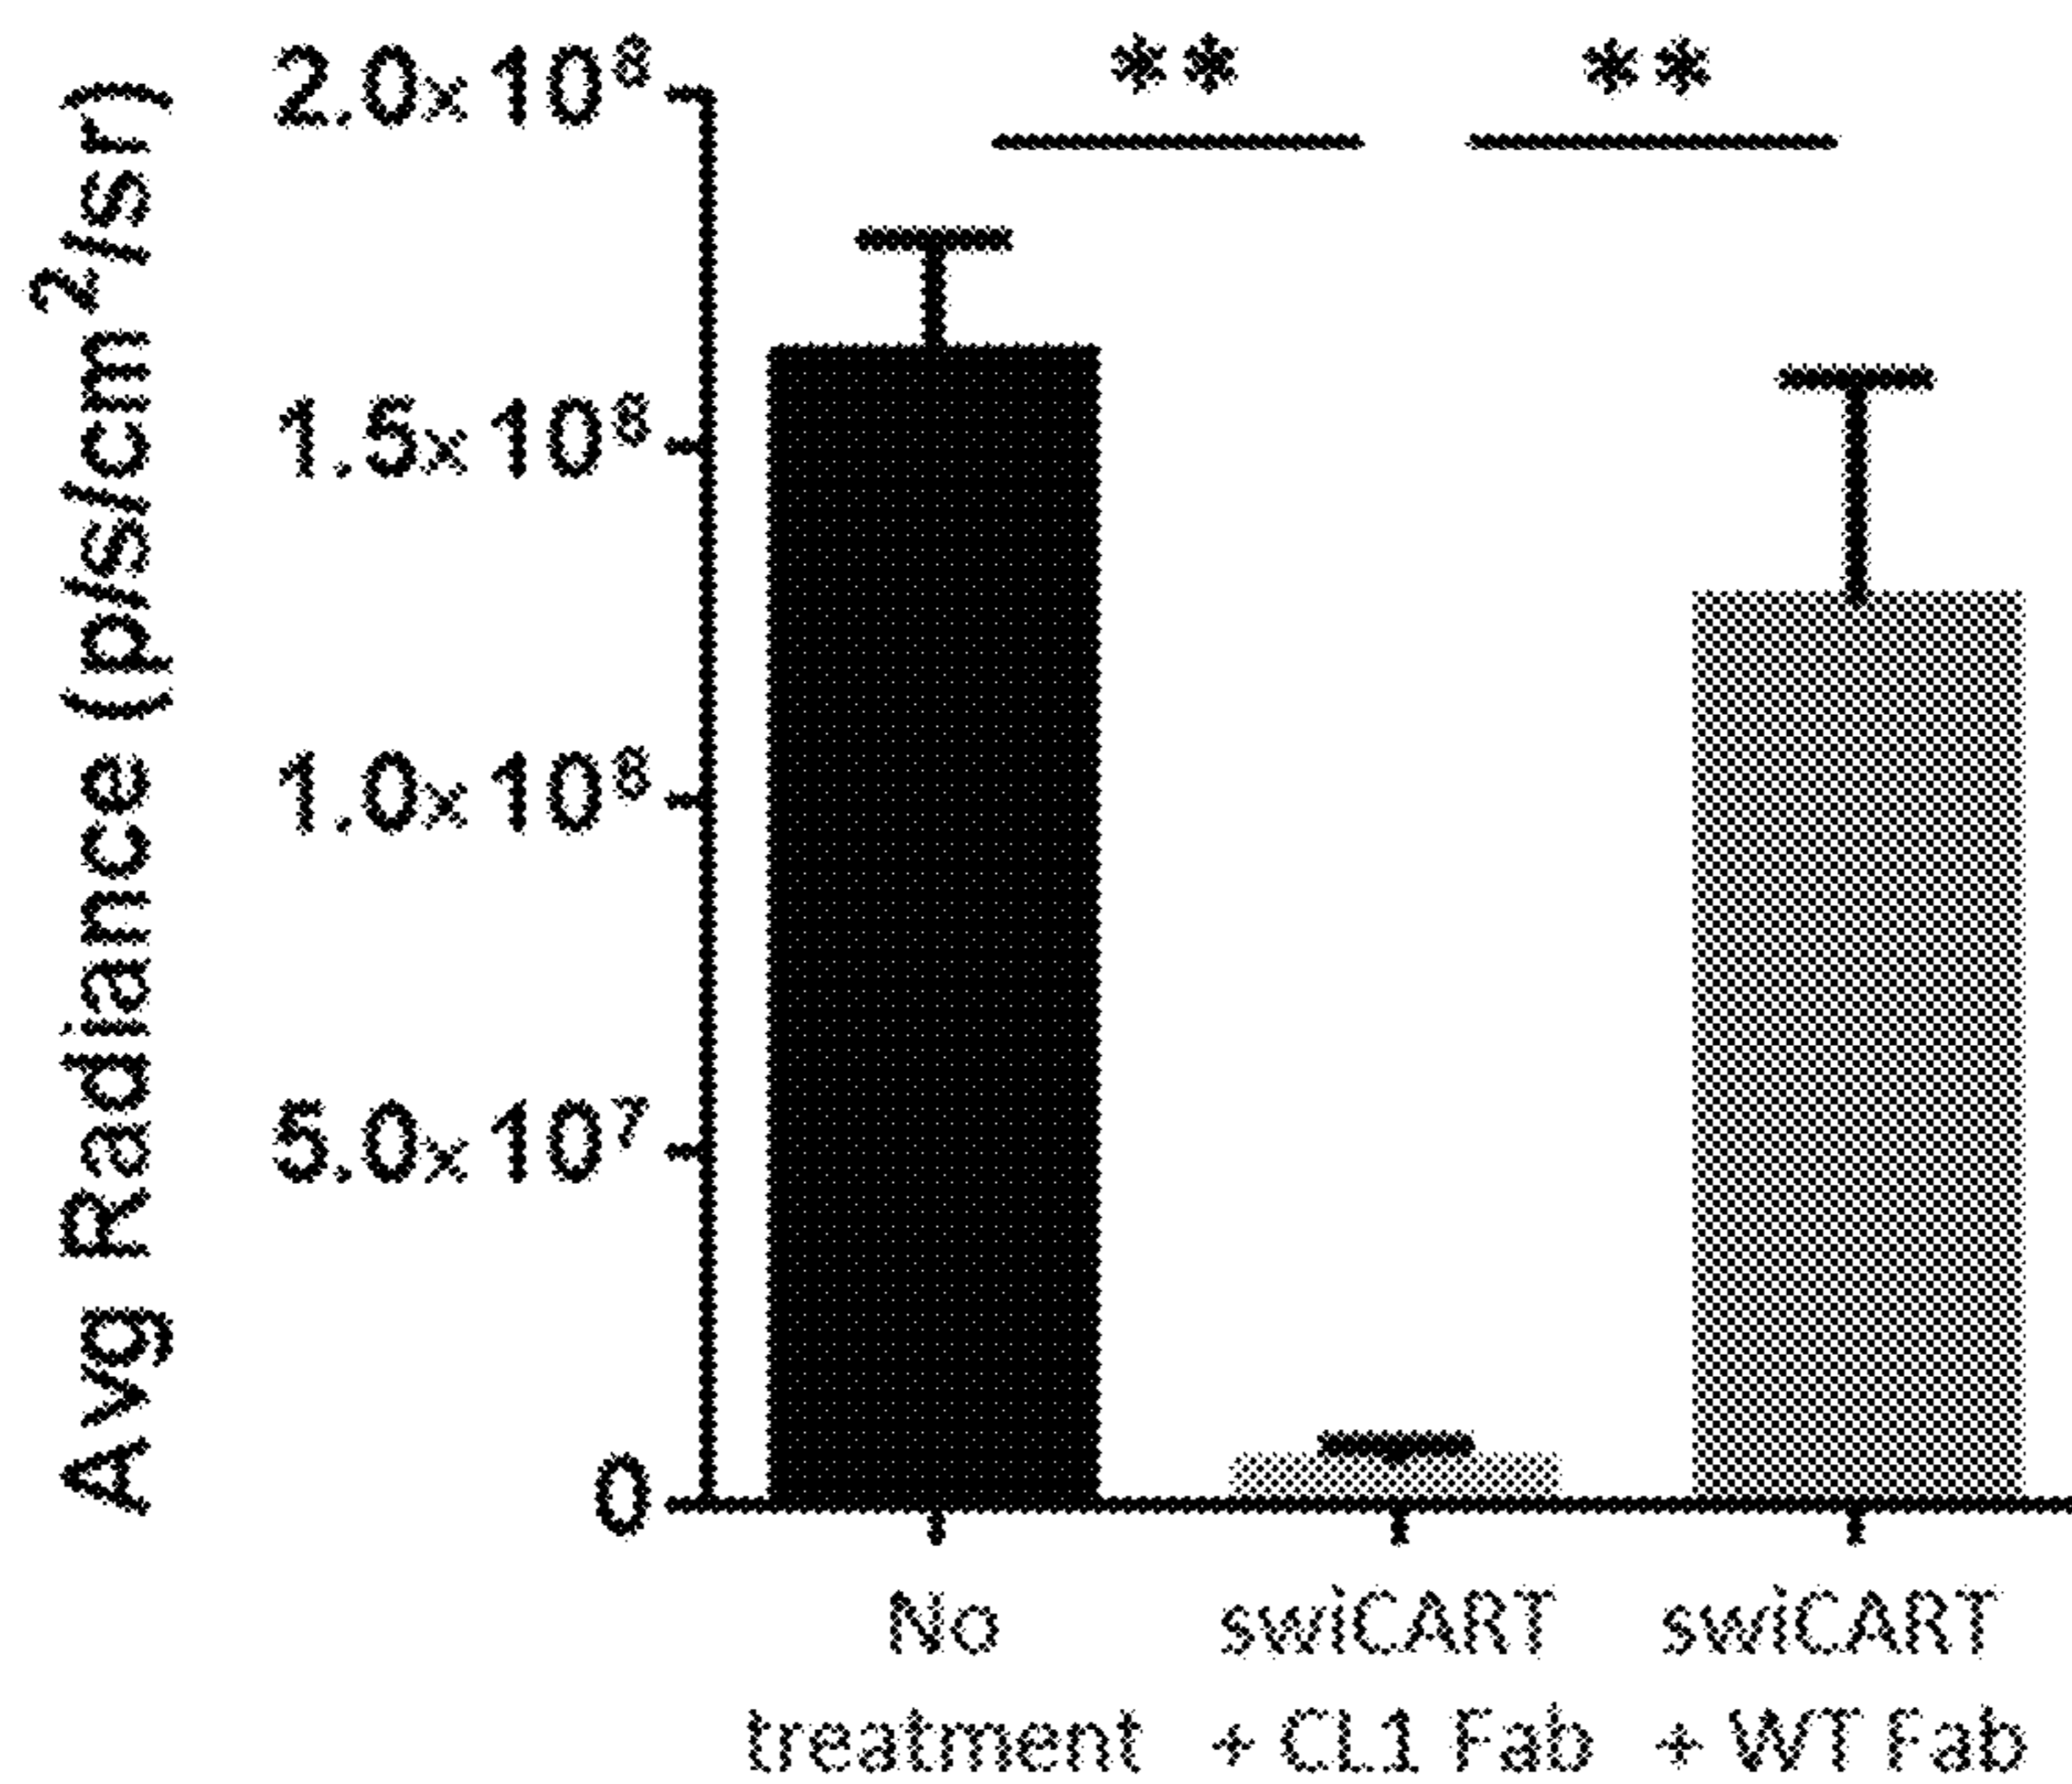 Avg Radiance (p/s/cm²/sr)
2.0x10⁸
1.5x10⁸
1.0x10⁸
5.0x10⁷
0
** **
No treatment
swiCART + CL1 Fab
swiCART + WT Fab